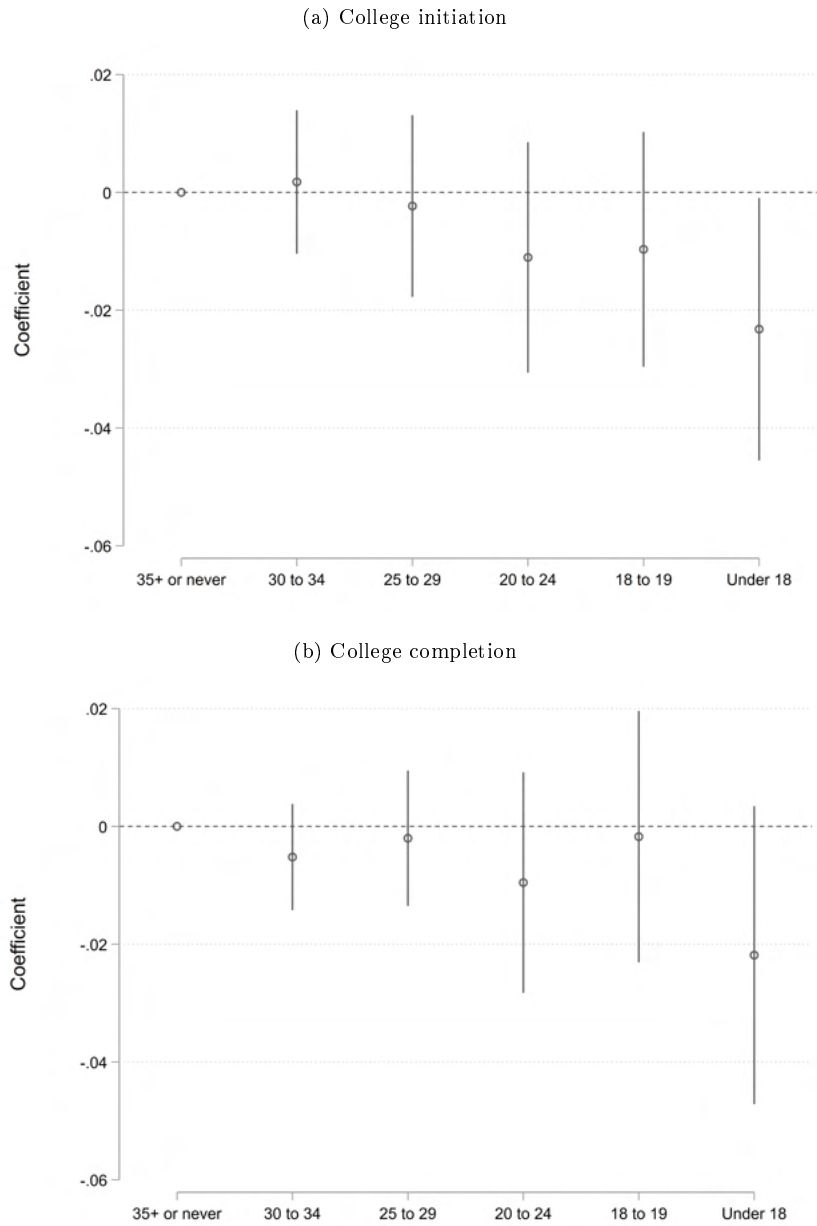 (a) College initiation
.02
0
-.02
-.04
-.06
Coefficient
35+ or never 30 to 34 25 to 29 20 to 24 18 to 19 Under 18
(b) College completion
.02
0
-.02
-.04
-.06
Coefficient
35+ or never 30 to 34 25 to 29 20 to 24 18 to 19 Under 18